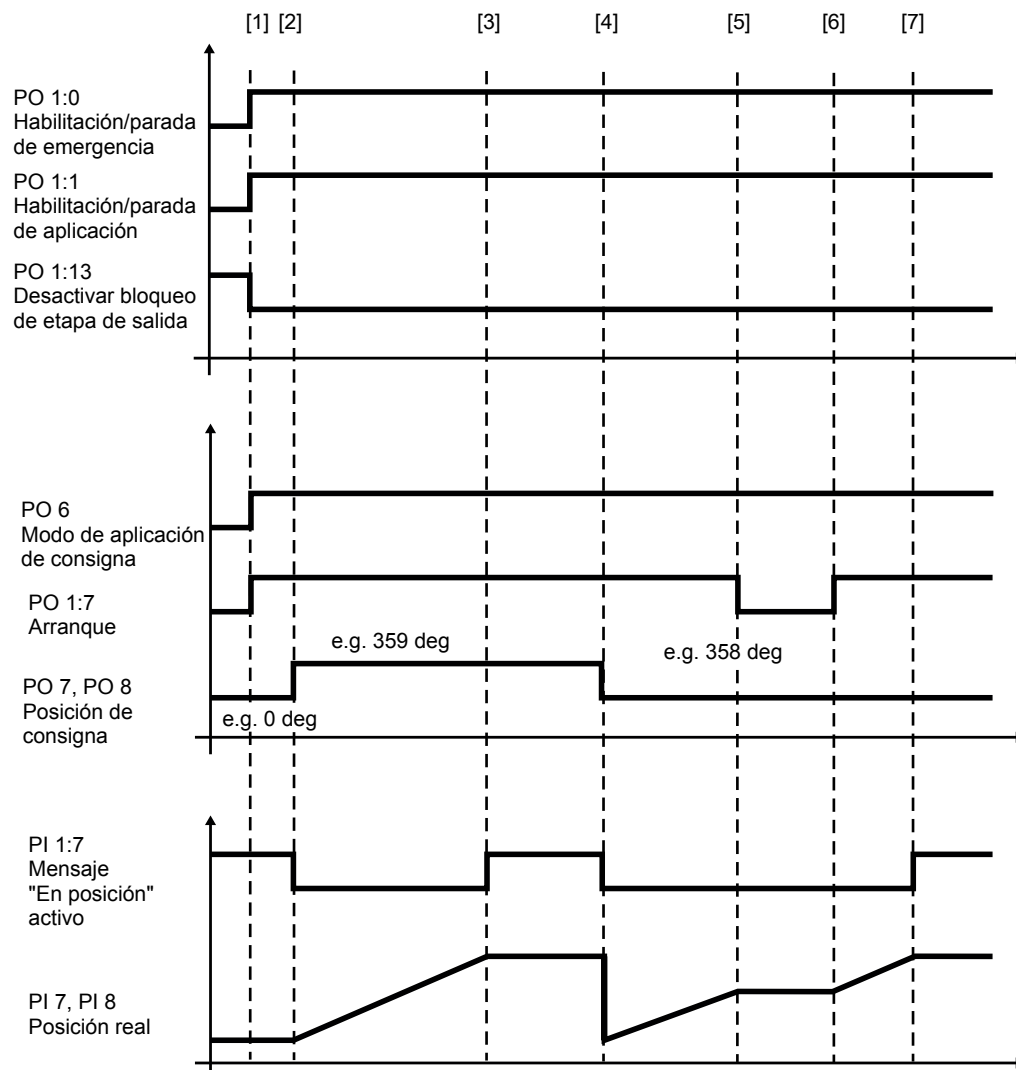 [1] [2] [3] [4] [5] [6] [7]
PO 1:0
Habilitación/parada
de emergencia
PO 1:1
Habilitación/parada
de aplicación
PO 1:13
Desactivar bloqueo
de etapa de salida
PO 6
Modo de aplicación
de consigna
PO 1:7
Arranque
e.g. 359 deg
e.g. 358 deg
PO 7, PO 8
Posición de
consigna
e.g. 0 deg
PI 1:7
Mensaje
"En posición"
activo
PI 7, PI 8
Posición real